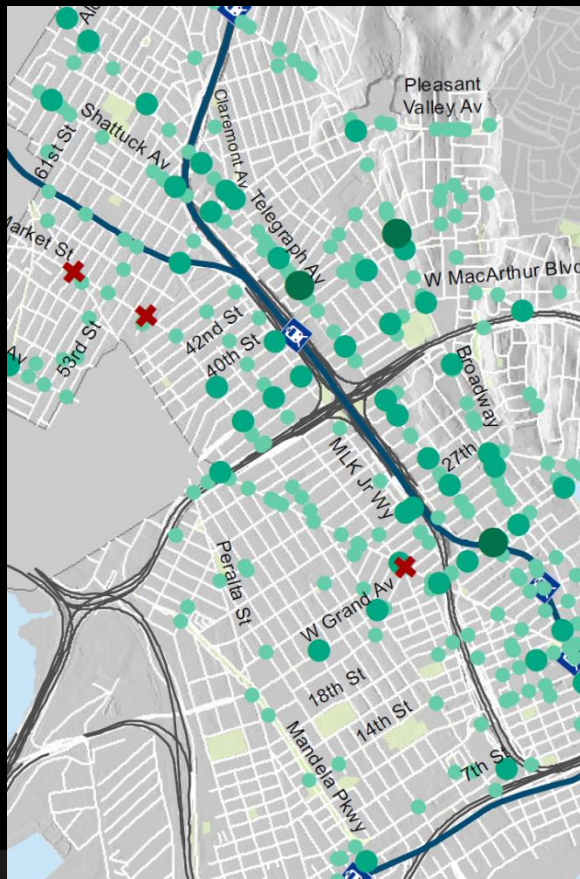 Pleasant
Valley Av
Claremont Av
Shattuck Av
61st St
Telegraph Av
Market St
W MacArthur Blvd
42nd St
40th St
53rd St
Av
Broadway
27th
MLK Jr Wy
Peralta St
W Grand Av
18th St
14th St
Mandela Pkwy
7th St